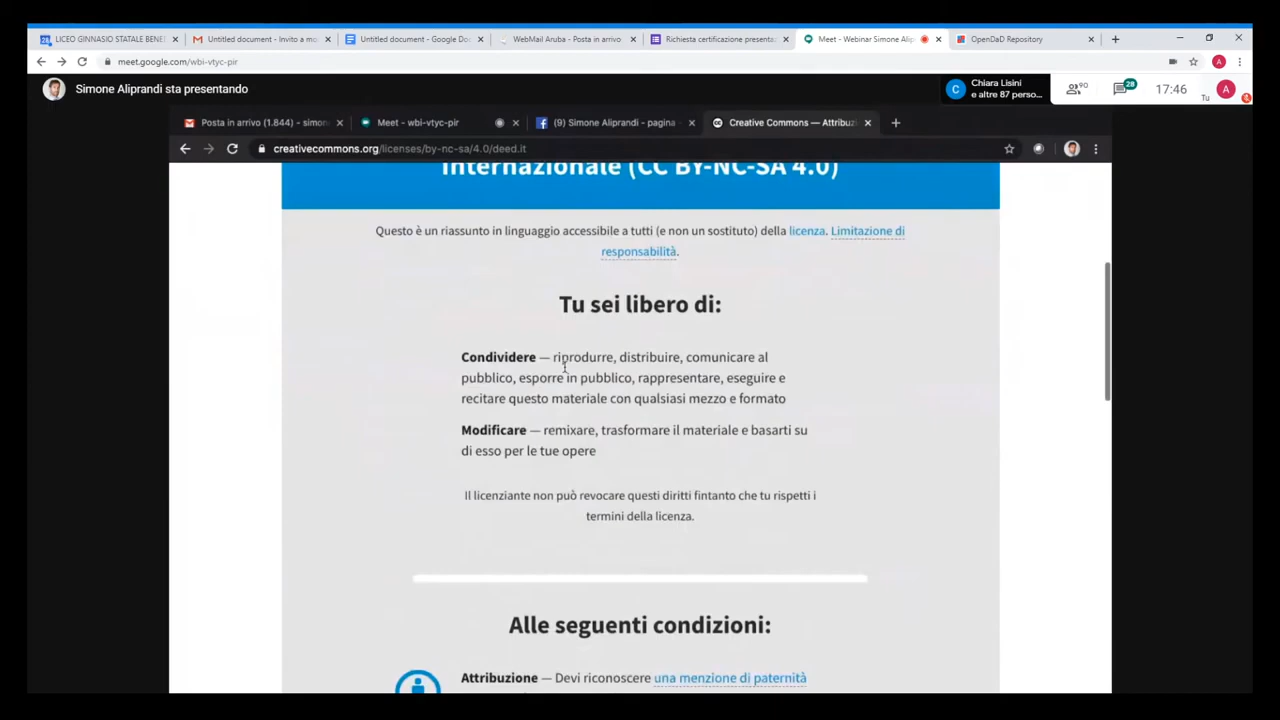 LICEO GINNASIO STATALE BENE
Untitled document - Invito a mo
Untitled document - Google Doc
WebMail Aruba - Posta in arrivo
Richiesta certificazione presenta
Meet - Webinar Simone Alip
OpenDaD Repository
meet.google.com/wbi-vtyc-pir
A
Simone Aliprandi sta presentando
C
Chiara Lisini
e altre 87 perso...
90
28
17:46
Tu
A
Posta in arrivo (1.844) - simon
Meet - wbi-vtyc-pir
(9) Simone Aliprandi - pagina
Creative Commons — Attribuz
creativecommons.org/licenses/by-nc-sa/4.0/deed.it
Internazionale (CC BY-NC-SA 4.0)
Questo è un riassunto in linguaggio accessibile a tutti (e non un sostituto) della licenza. Limitazione di
responsabilità.
Tu sei libero di:
Condividere — riprodurre, distribuire, comunicare al
pubblico, esporre in pubblico, rappresentare, eseguire e
recitare questo materiale con qualsiasi mezzo e formato
Modificare — remixare, trasformare il materiale e basarti su
di esso per le tue opere
Il licenziante non può revocare questi diritti fintanto che tu rispetti i
termini della licenza.
Alle seguenti condizioni:
Attribuzione — Devi riconoscere una menzione di paternità